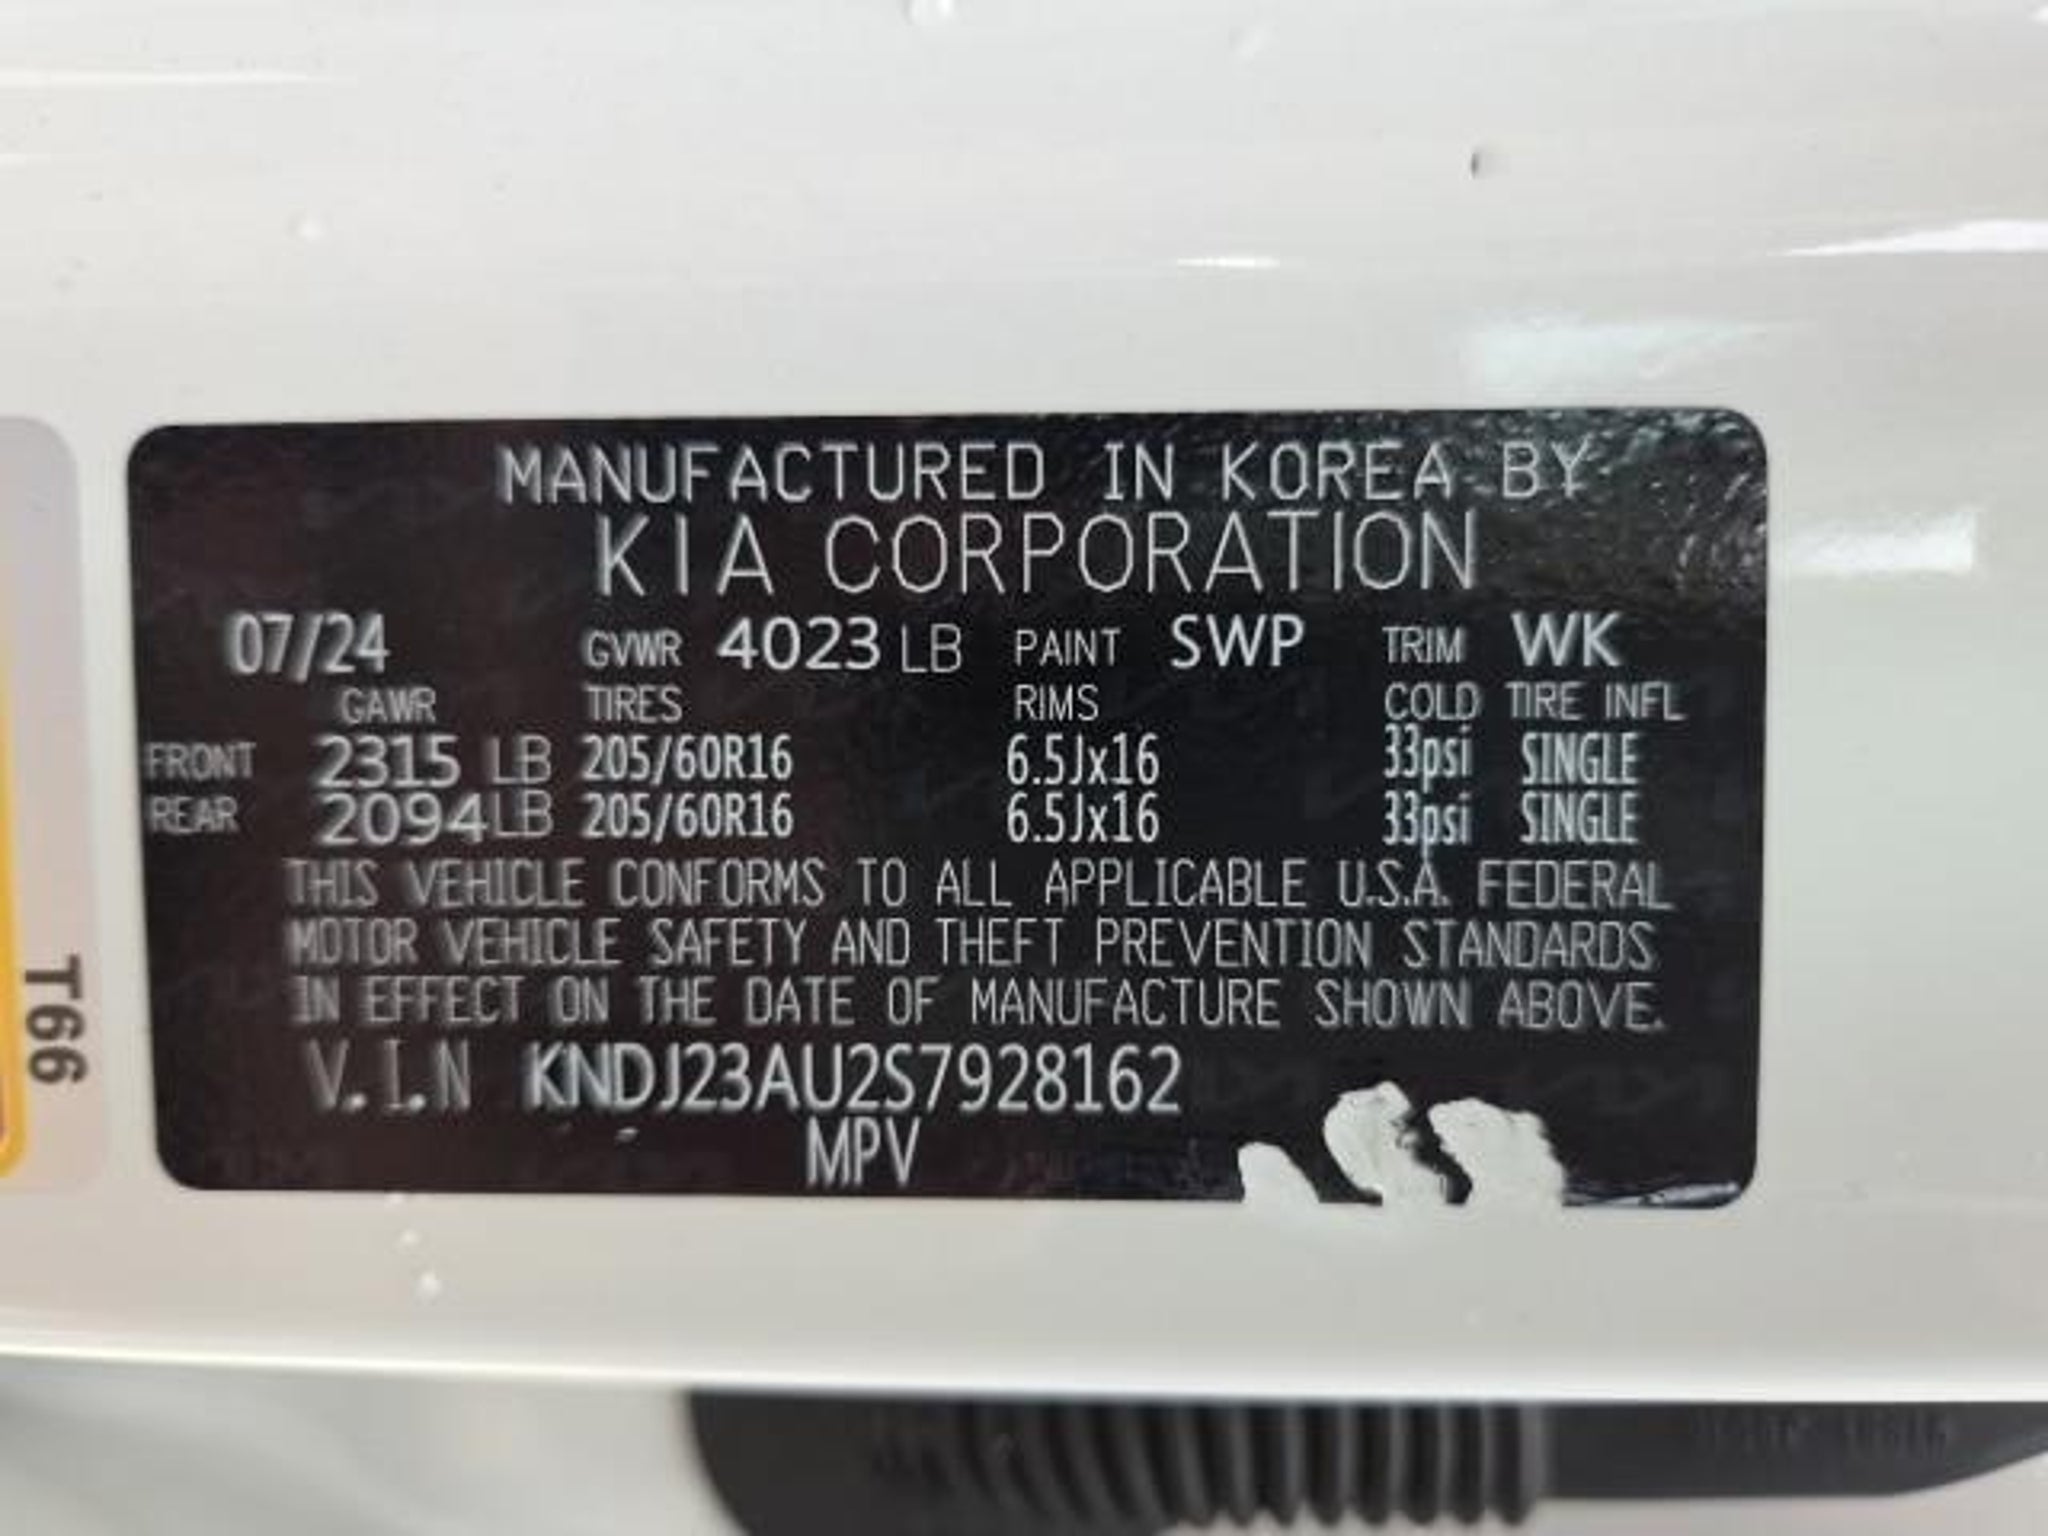 MANUFACTURED IN KOREA BY
KIA CORPORATION
07/24 GVWR 4023 LB PAINT SWP TRIM WK
GAWR TIRES RIMS COLD TIRE INFL
FRONT 2315 LB 205/60R16 6.5Jx16 33psi SINGLE
REAR 2094LB 205/60R16 6.5Jx16 33psi SINGLE
THIS VEHICLE CONFORMS TO ALL APPLICABLE U.S.A. FEDERAL
MOTOR VEHICLE SAFETY AND THEFT PREVENTION STANDARDS
IN EFFECT ON THE DATE OF MANUFACTURE SHOWN ABOVE.
V.I.N KNDJ23AU2S7928162
MPV
T66